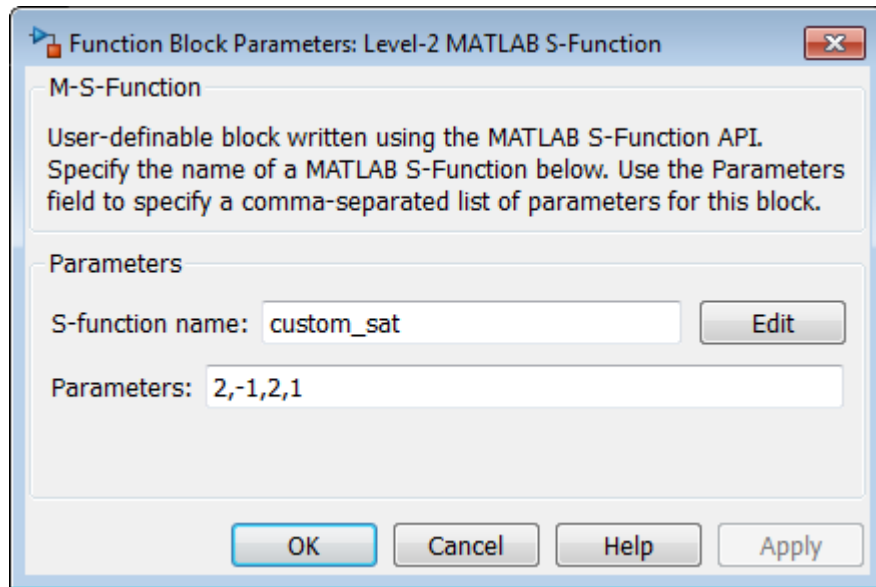 Function Block Parameters: Level-2 MATLAB S-Function
M-S-Function
User-definable block written using the MATLAB S-Function API.
Specify the name of a MATLAB S-Function below. Use the Parameters
field to specify a comma-separated list of parameters for this block.
Parameters
S-function name: custom_sat Edit
Parameters: 2,-1,2,1
OK Cancel Help Apply